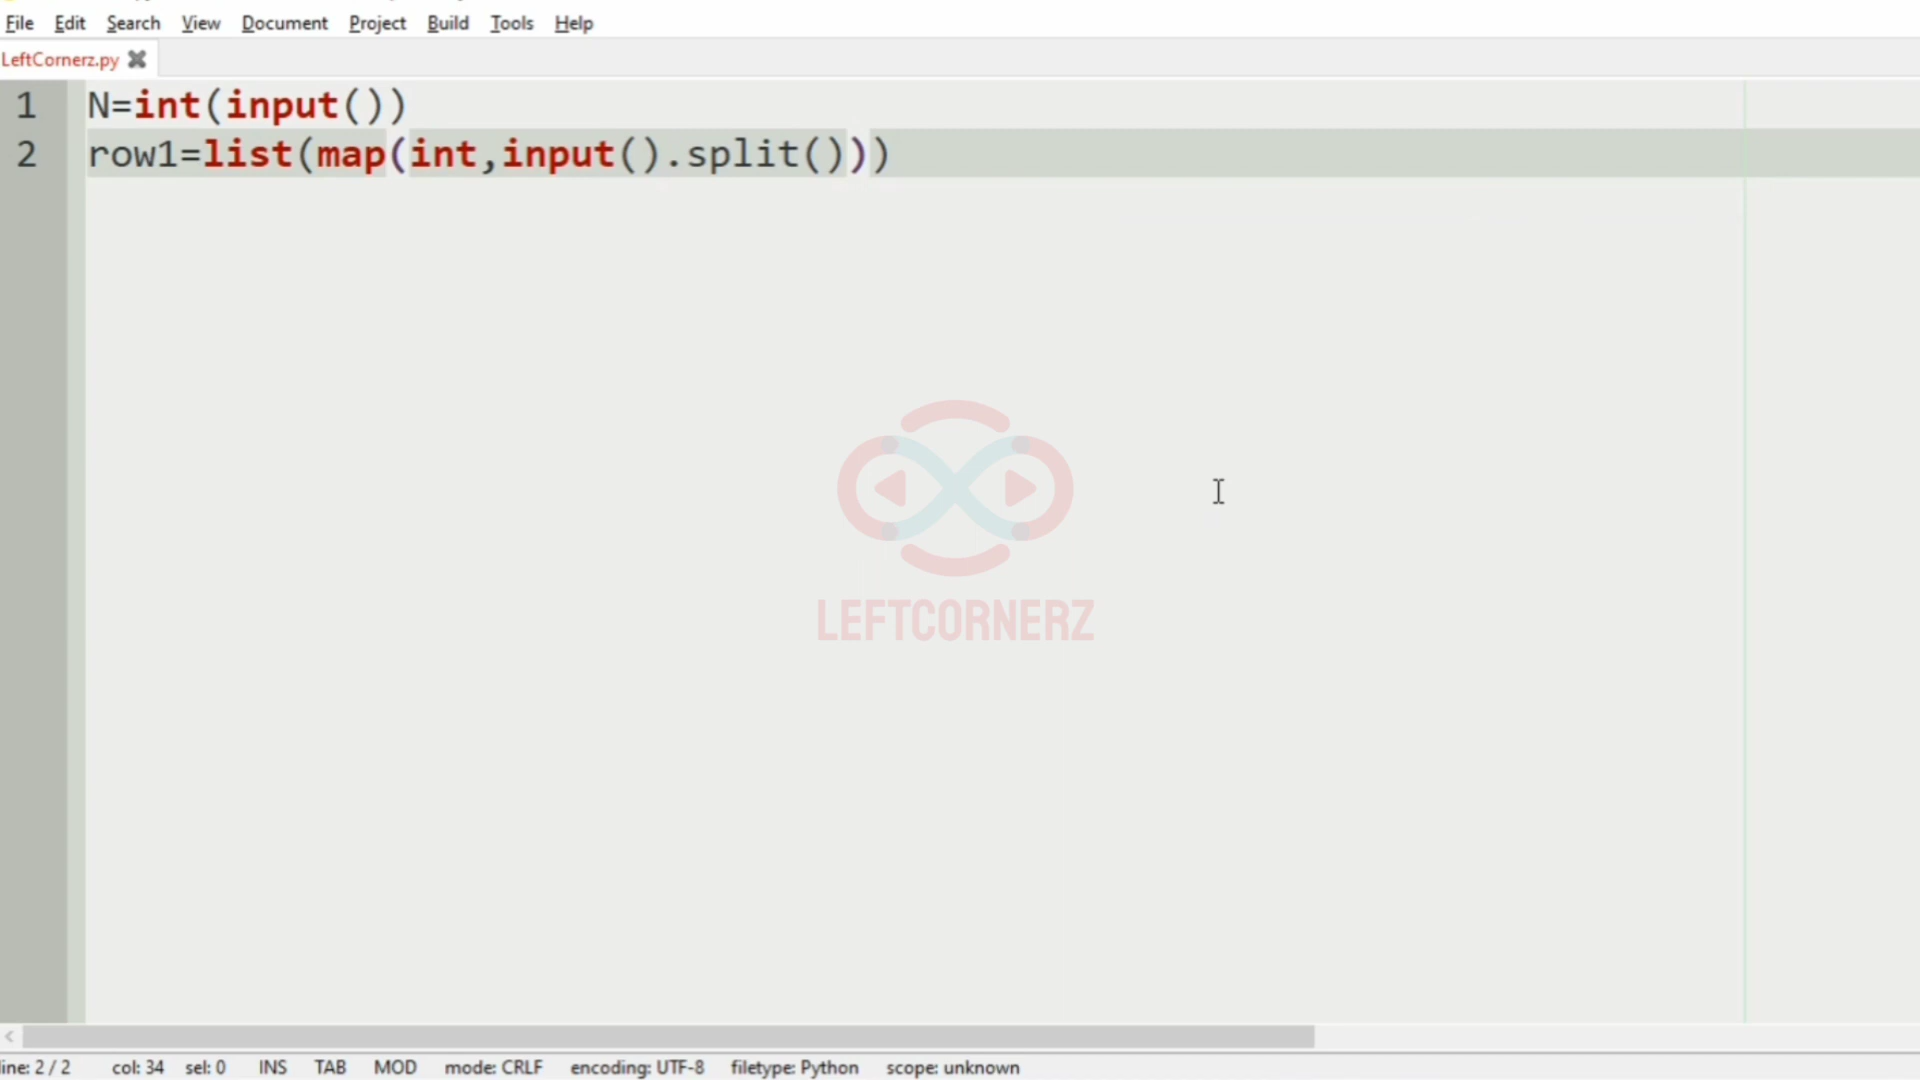 File Edit Search View Document Project Build Tools Help
LeftCornerz.py
1 N=int(input())
2 row1=list(map(int,input().split()))
LEFTCORNERZ
line: 2 / 2 col: 34 sel: 0 INS TAB MOD mode: CRLF encoding: UTF-8 filetype: Python scope: unknown